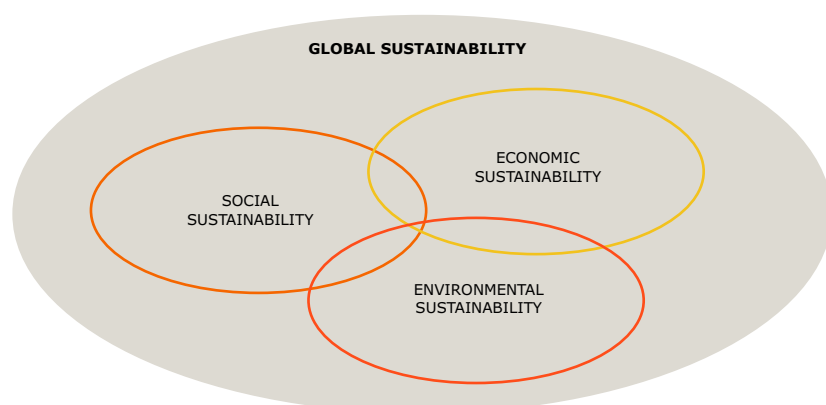 GLOBAL SUSTAINABILITY
ECONOMIC
SUSTAINABILITY
SOCIAL
SUSTAINABILITY
ENVIRONMENTAL
SUSTAINABILITY